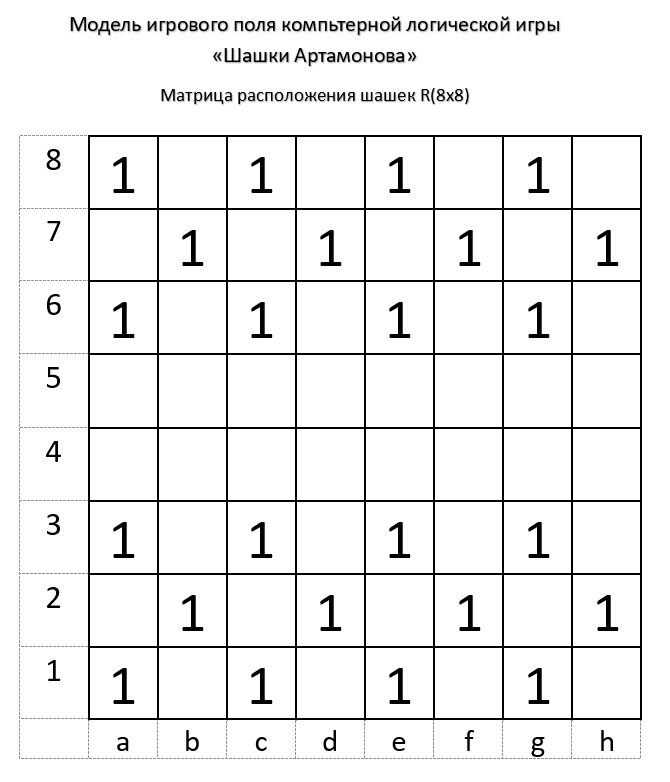 Модель игрового поля компьтерной логической игры
«Шашки Артамонова»
Матрица расположения шашек R(8x8)
8 1 1 1 1
7 1 1 1 1
6 1 1 1 1
5
4
3 1 1 1 1
2 1 1 1 1
1 1 1 1 1
a b c d e f g h